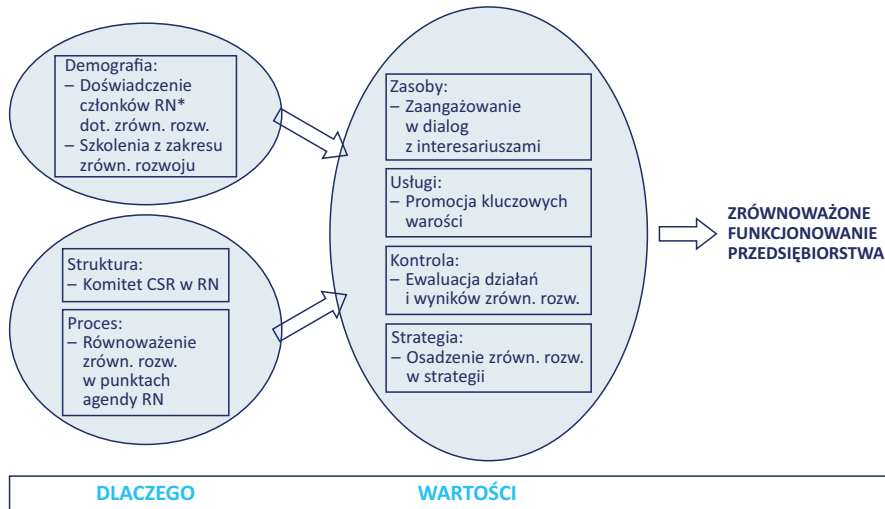 Demografia:
– Doświadczenie
członków RN*
dot. zrówn. rozw.
– Szkolenia z zakresu
zrówn. rozwoju
Struktura:
– Komitet CSR w RN
Proces:
– Równoważenie
zrówn. rozw.
w punktach
agendy RN
Zasoby:
– Zaangażowanie
w dialog
z interesariuszami
Usługi:
– Promocja kluczowych
warości
Kontrola:
– Ewaluacja działań
i wyników zrówn. rozw.
Strategia:
– Osadzenie zrówn. rozw.
w strategii
ZRÓWNOWAŻONE
FUNKCJONOWANIE
PRZEDSIĘBIORSTWA
DLACZEGO WARTOŚCI